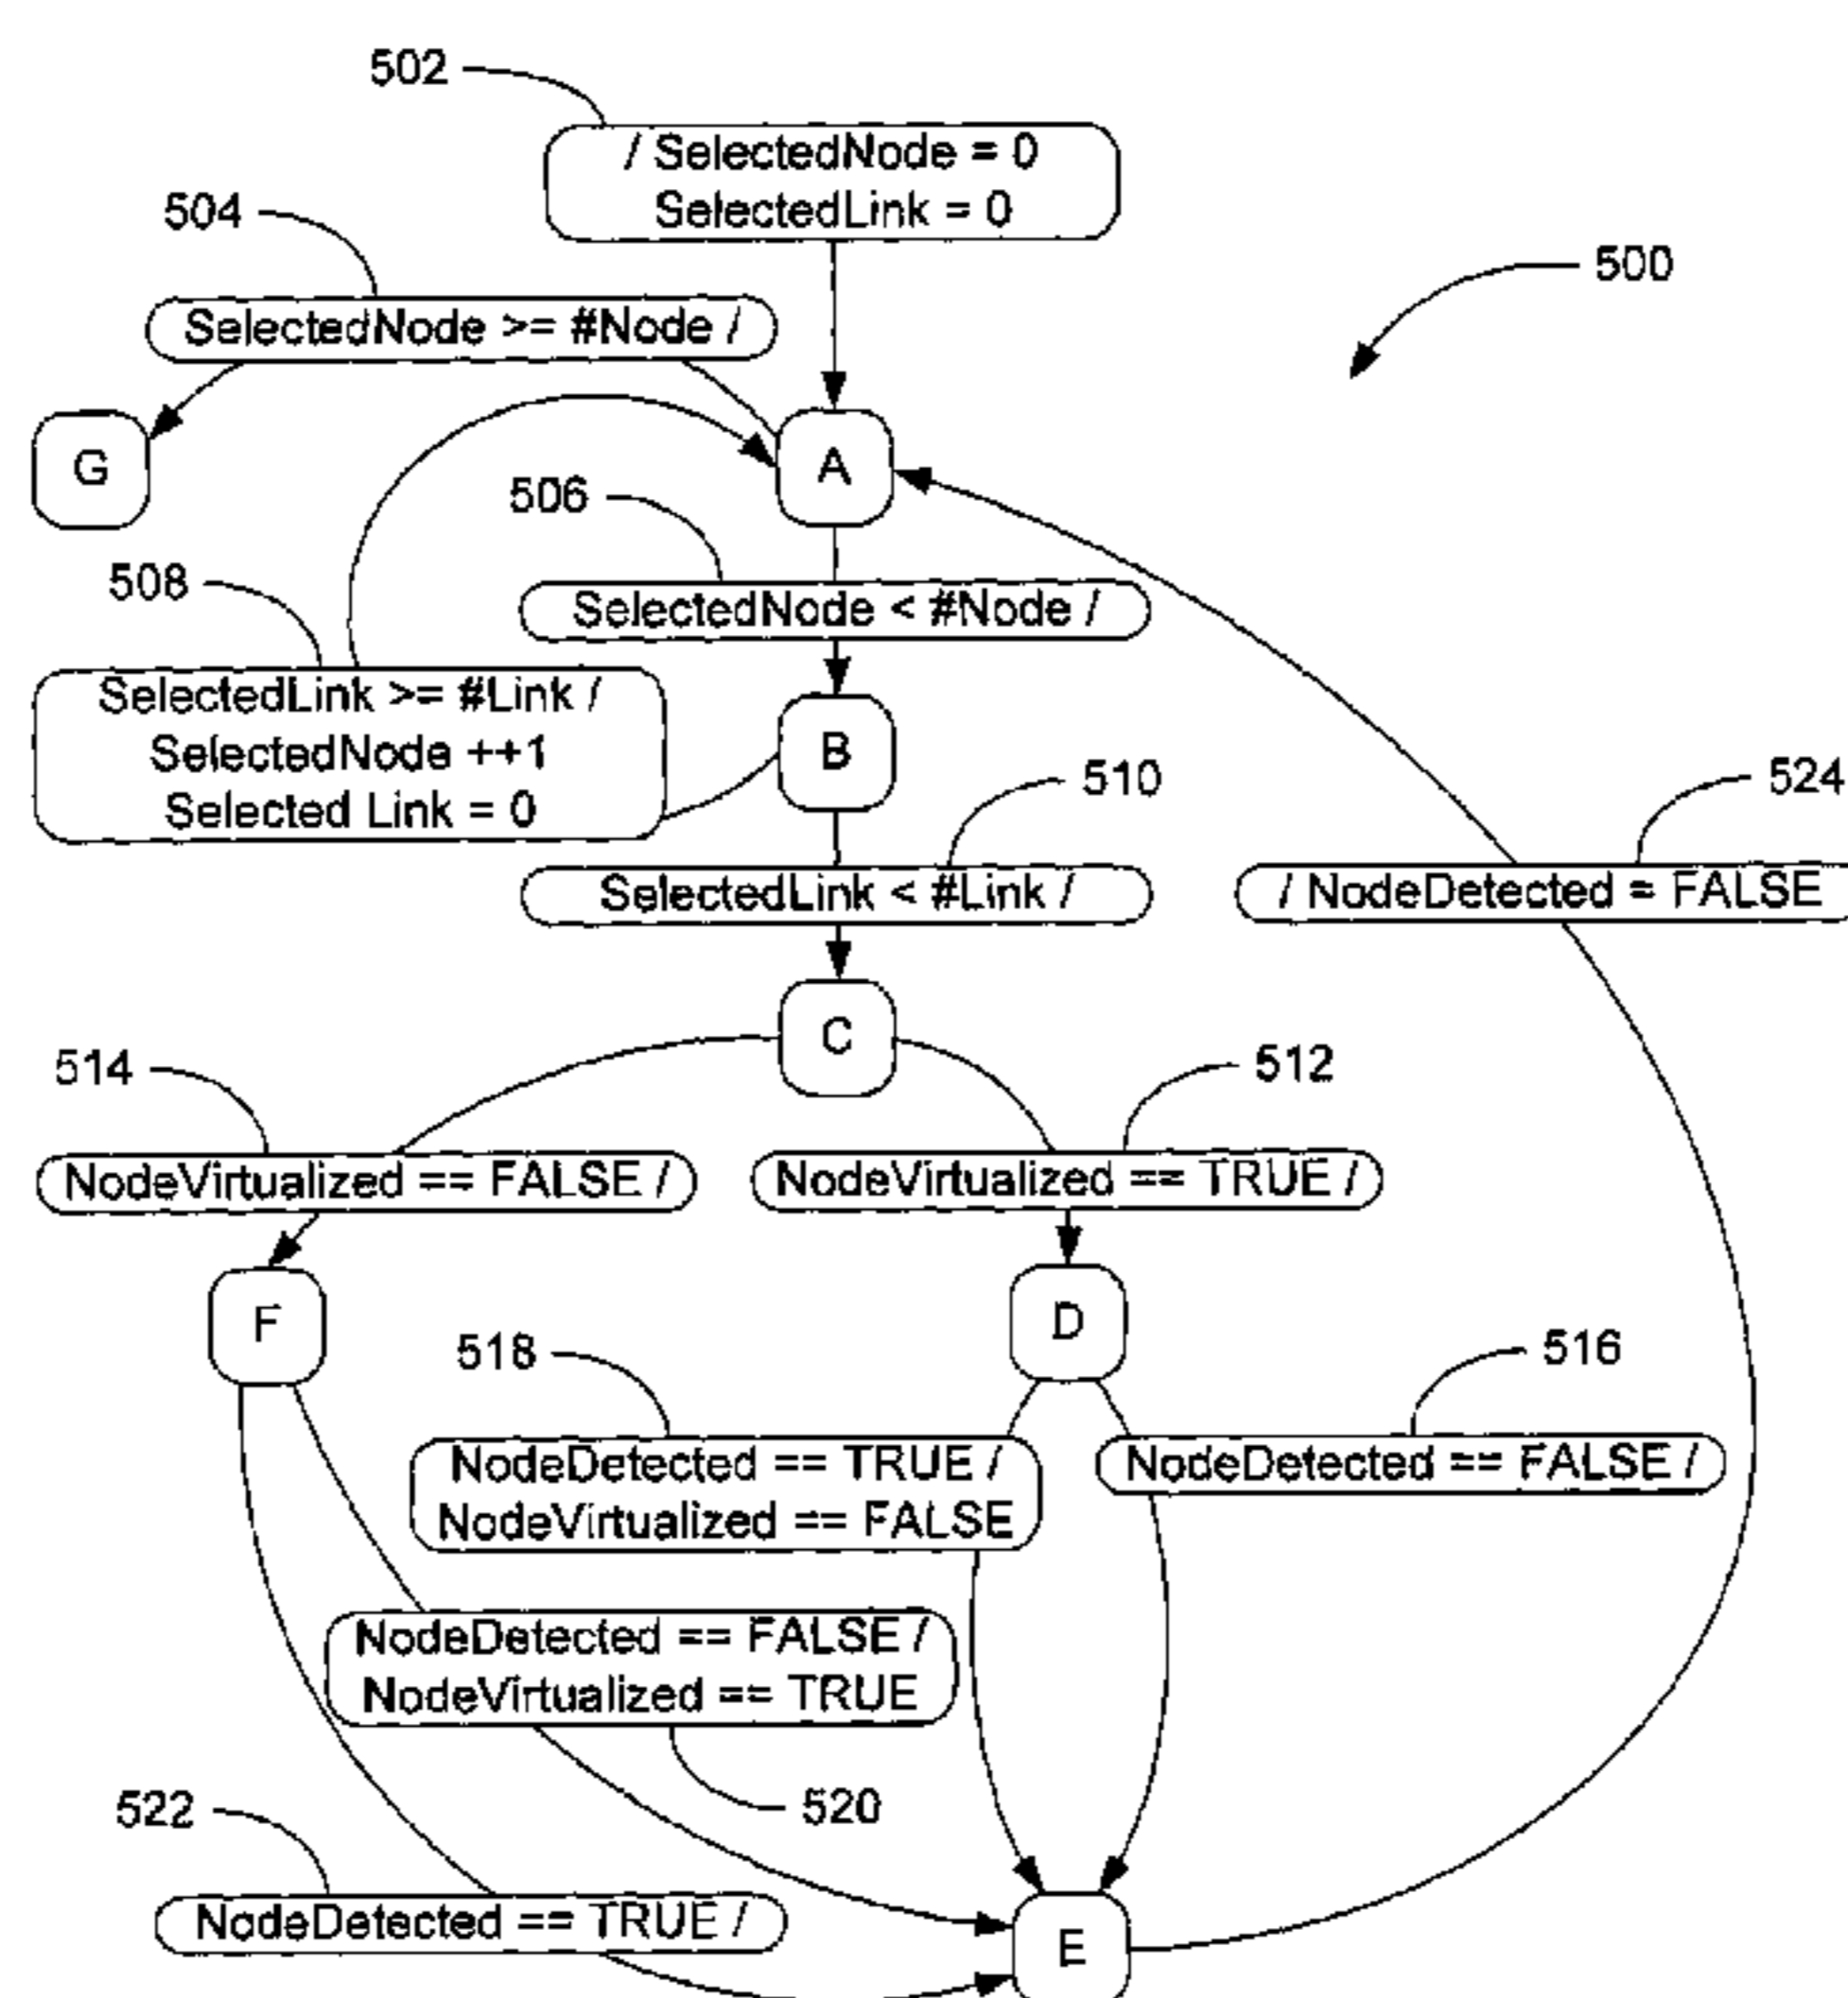 502
/ SelectedNode = 0
SelectedLink = 0
504
500
SelectedNode >= #Node /
G
A
506
508
SelectedNode < #Node /
SelectedLink >= #Link /
SelectedNode ++1
Selected Link = 0
B
510
524
SelectedLink < #Link /
/ NodeDetected = FALSE
C
514
512
NodeVirtualized == FALSE /
NodeVirtualized == TRUE /
F
D
518
516
NodeDetected == TRUE /
NodeVirtualized == FALSE
NodeDetected == FALSE /
NodeDetected == FALSE /
NodeVirtualized == TRUE
522
520
NodeDetected == TRUE /
E